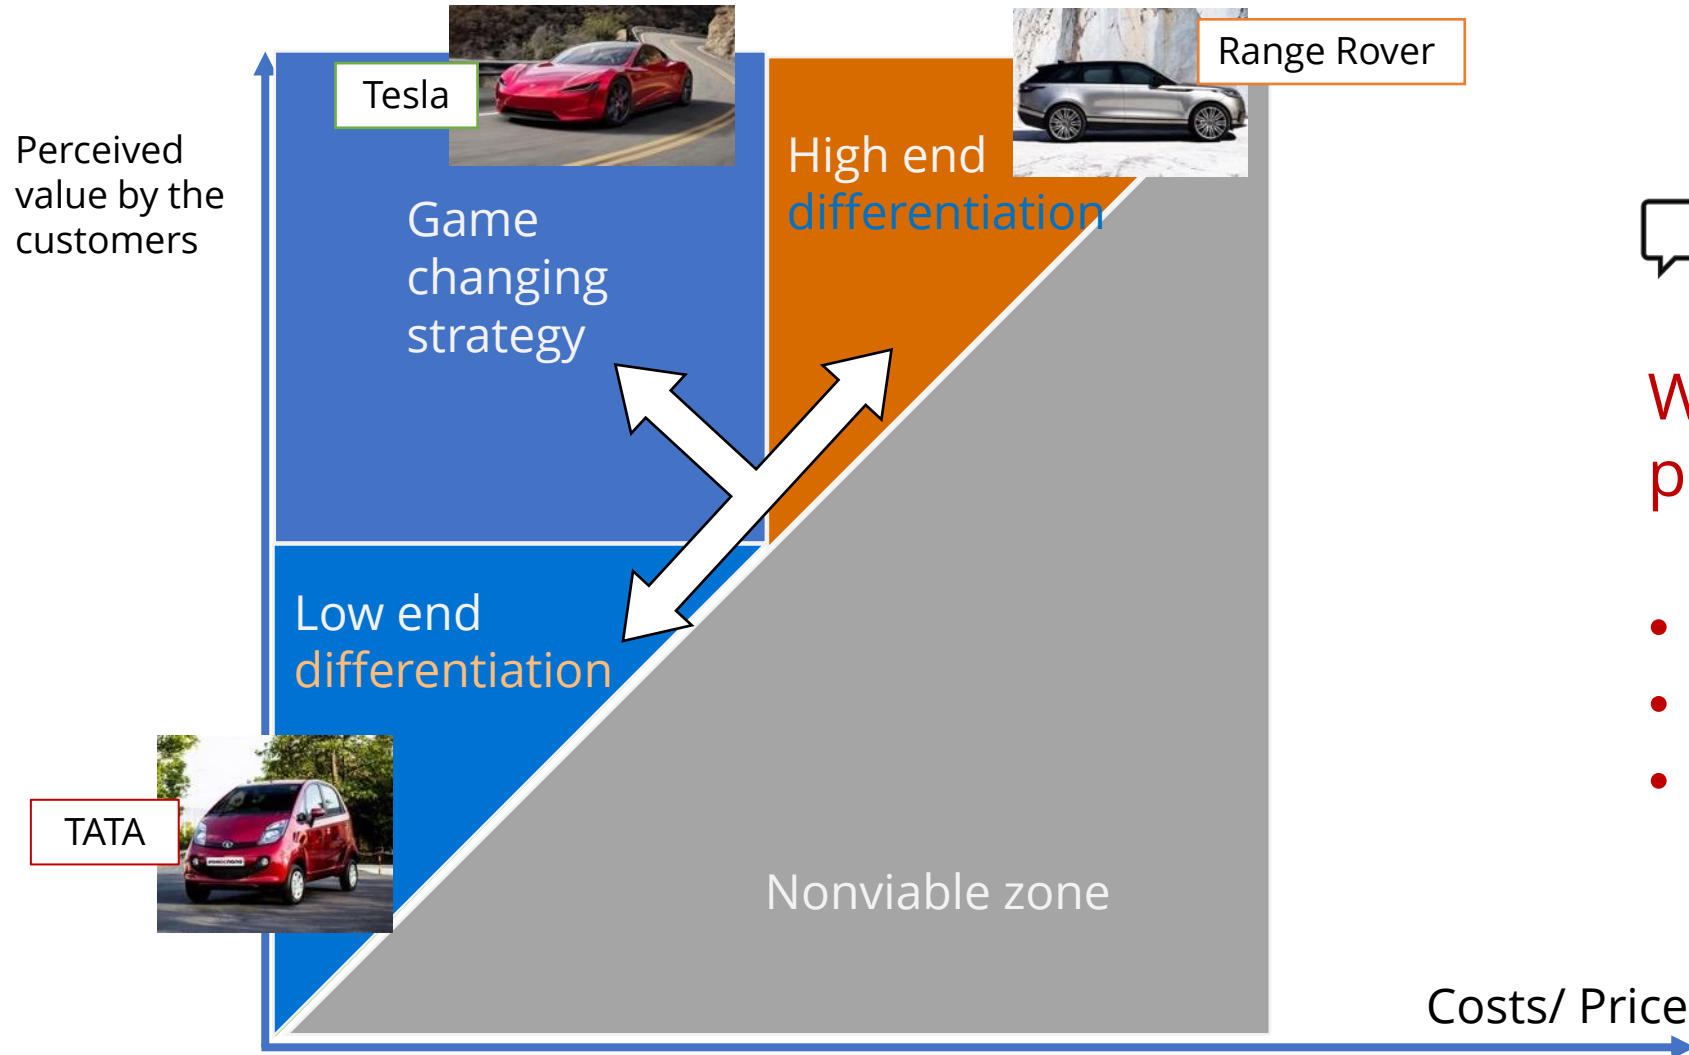 Tesla
Range Rover
Perceived
value by the
customers
High end
differentiation
Game
changing
strategy
W
p
Low end
differentiation
TATA
Nonviable zone
Costs/ Price